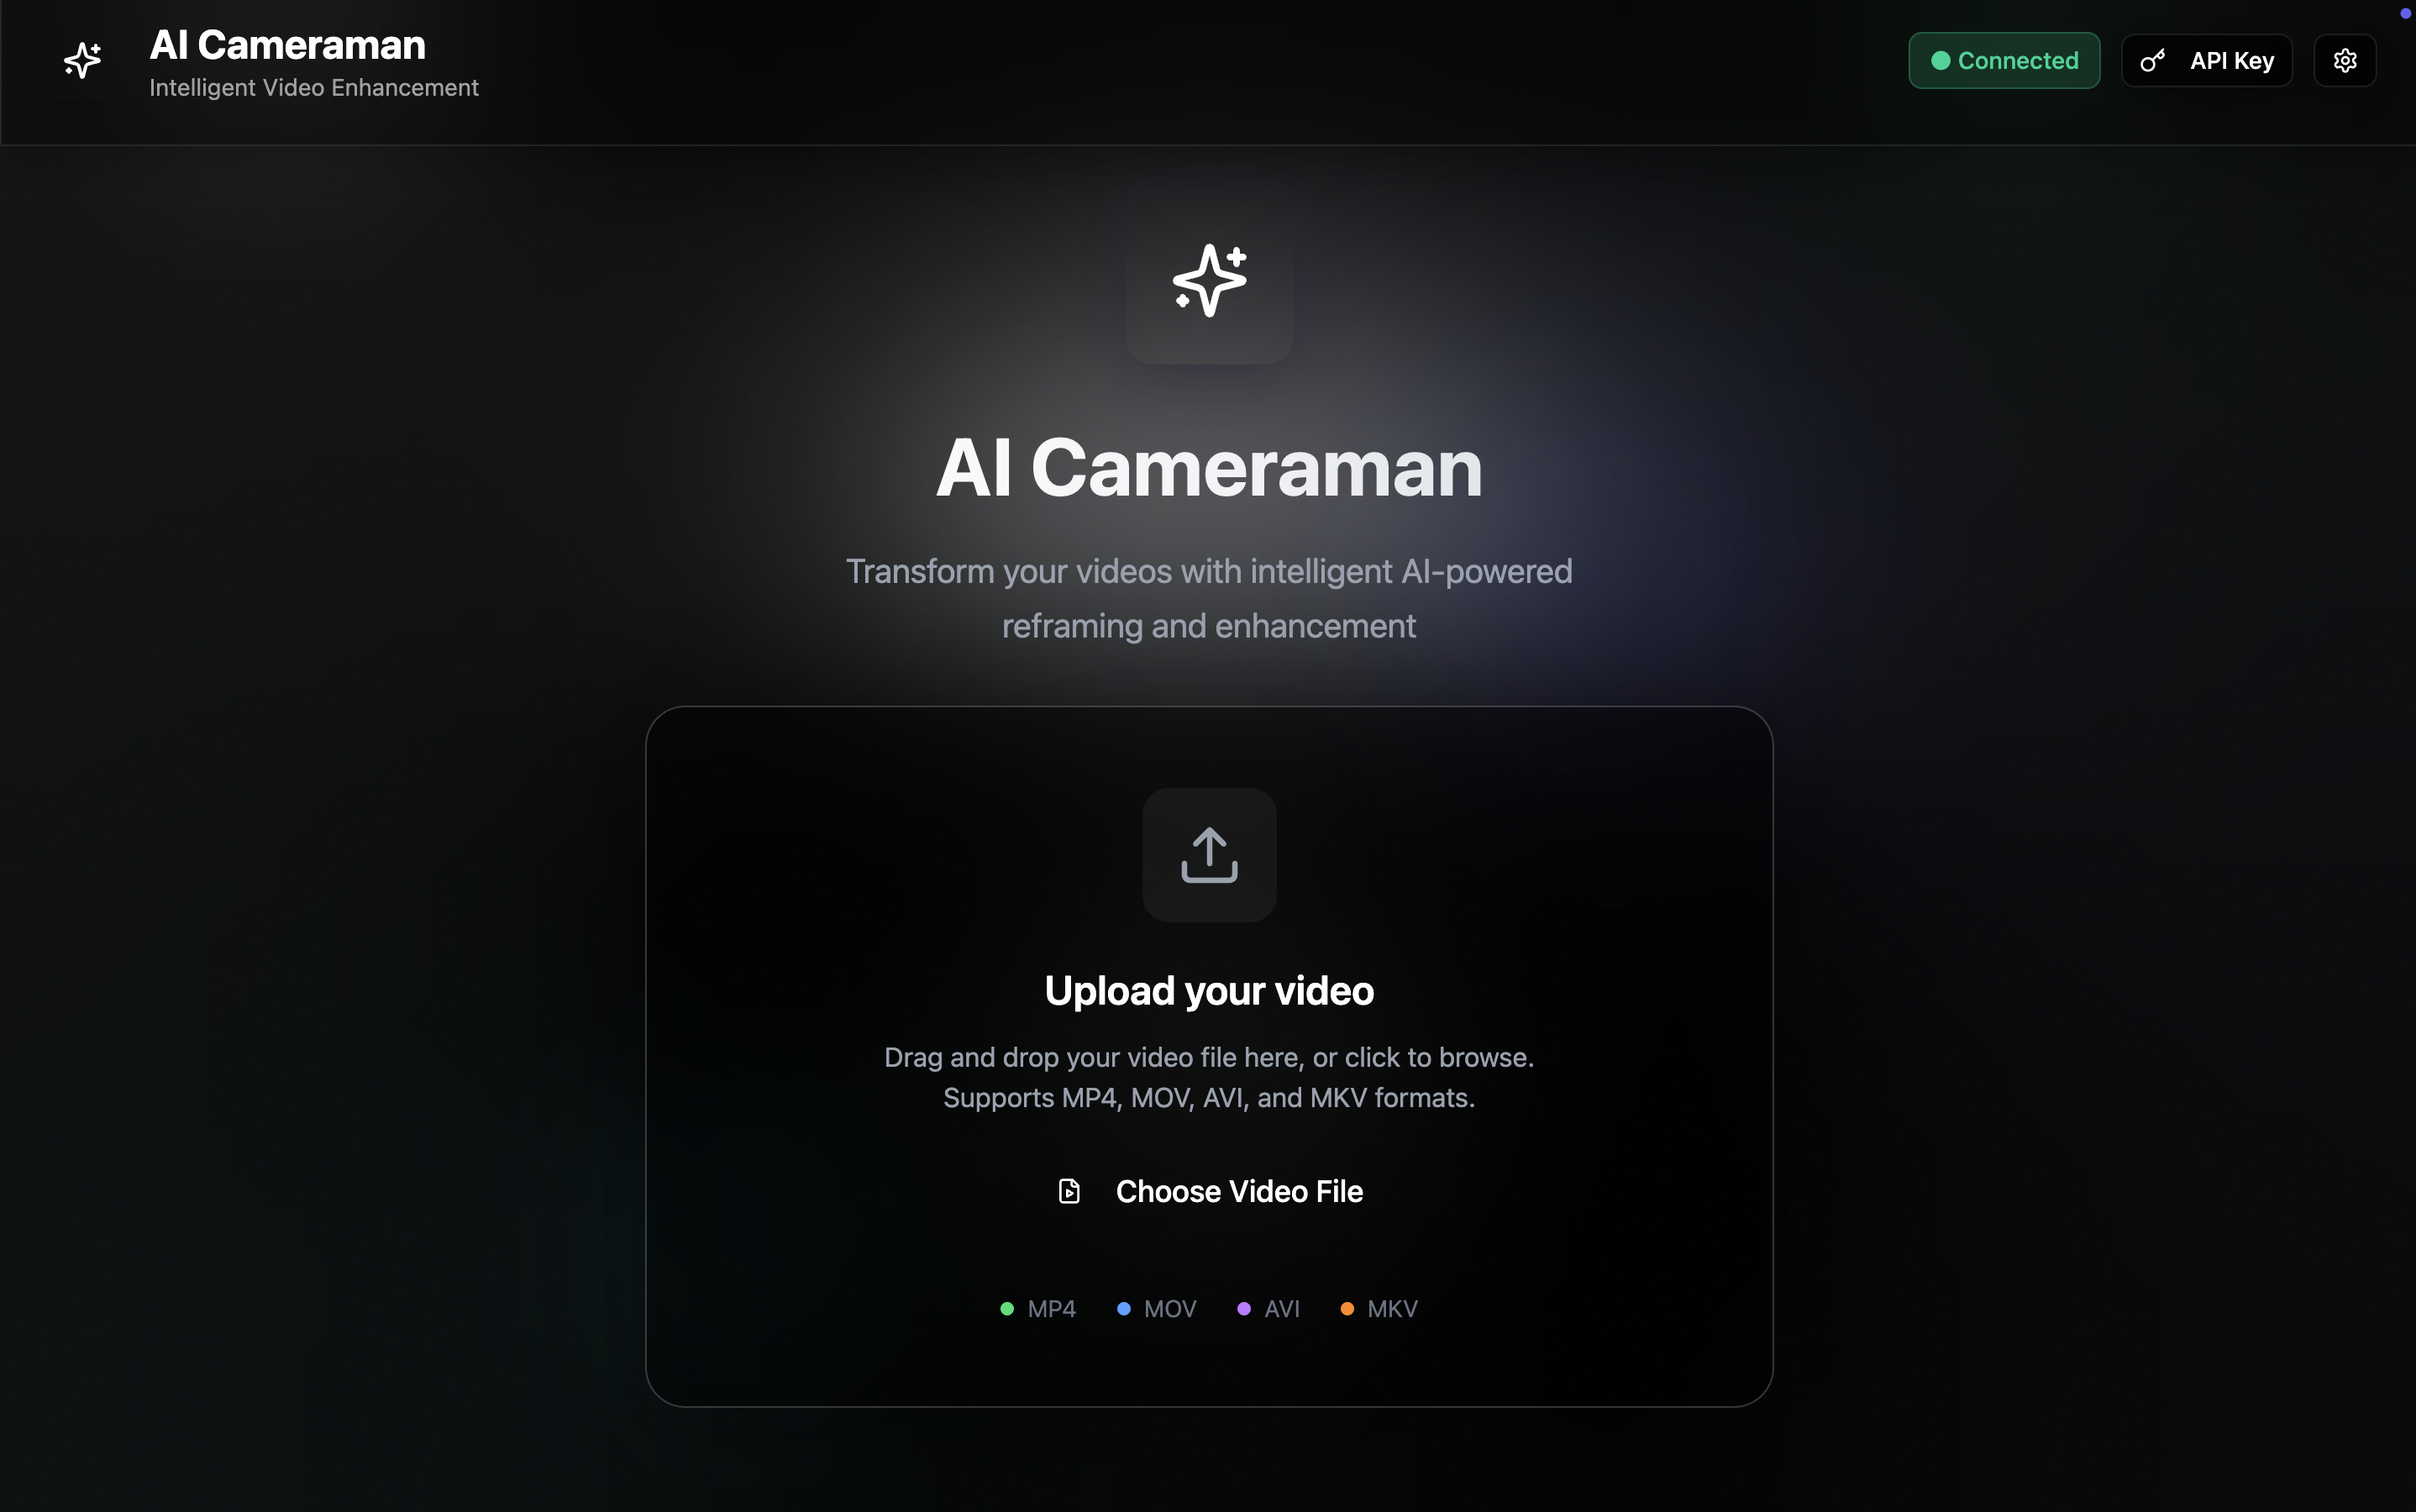 AI Cameraman
Intelligent Video Enhancement
Connected
API Key
AI Cameraman
Transform your videos with intelligent AI-powered
reframing and enhancement
Upload your video
Drag and drop your video file here, or click to browse.
Supports MP4, MOV, AVI, and MKV formats.
Choose Video File
MP4
MOV
AVI
MKV